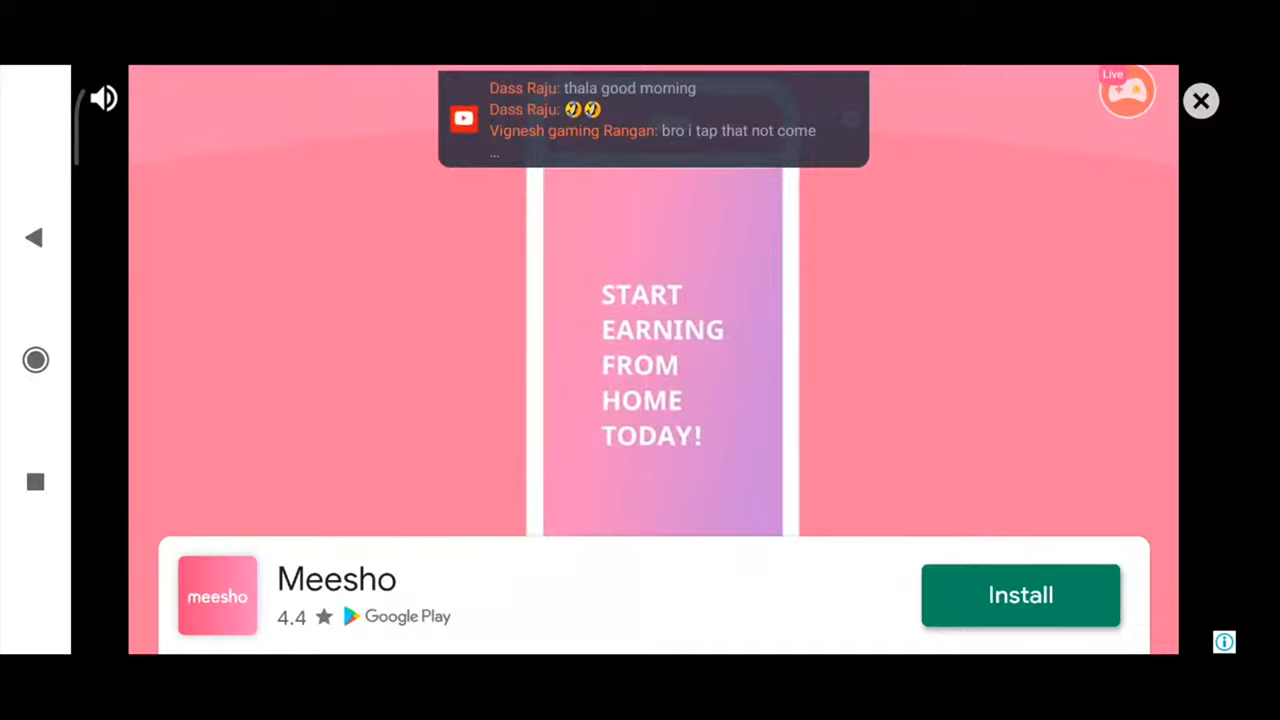 Live
Dass Raju: thala good morning
Dass Raju: 🤣🤣
Vignesh gaming Rangan: bro i tap that not come
...
START
EARNING
FROM
HOME
TODAY!
meesho
Meesho
4.4 ★ Google Play
Install